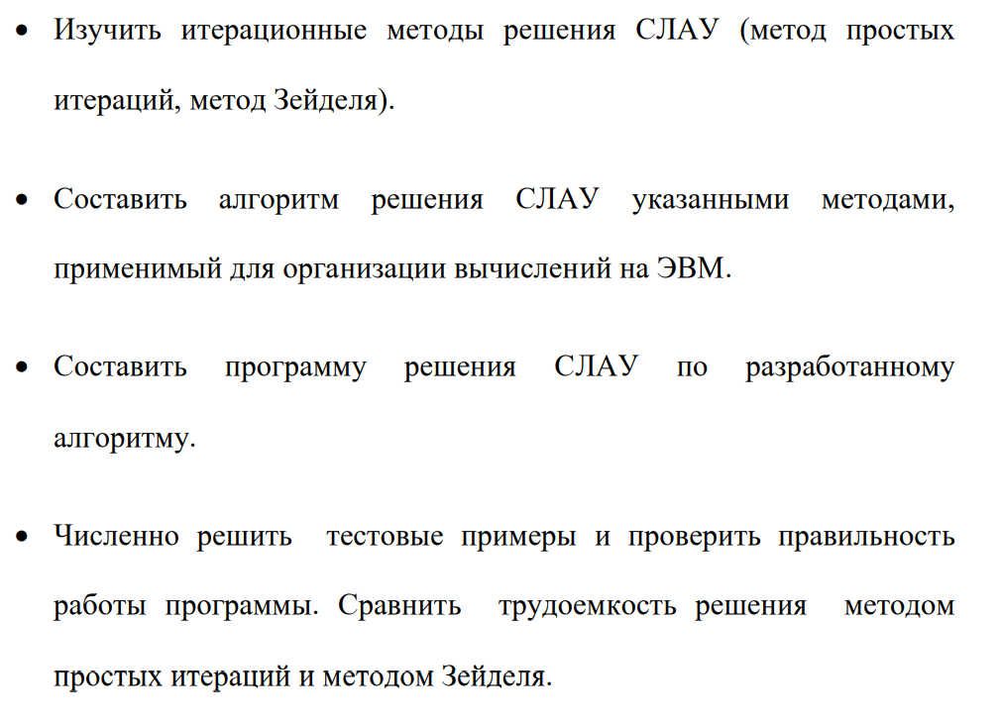 • Изучить итерационные методы решения СЛАУ (метод простых
итераций, метод Зейделя).
• Составить алгоритм решения СЛАУ указанными методами,
применимый для организации вычислений на ЭВМ.
• Составить программу решения СЛАУ по разработанному
алгоритму.
• Численно решить тестовые примеры и проверить правильность
работы программы. Сравнить трудоемкость решения методом
простых итераций и методом Зейделя.